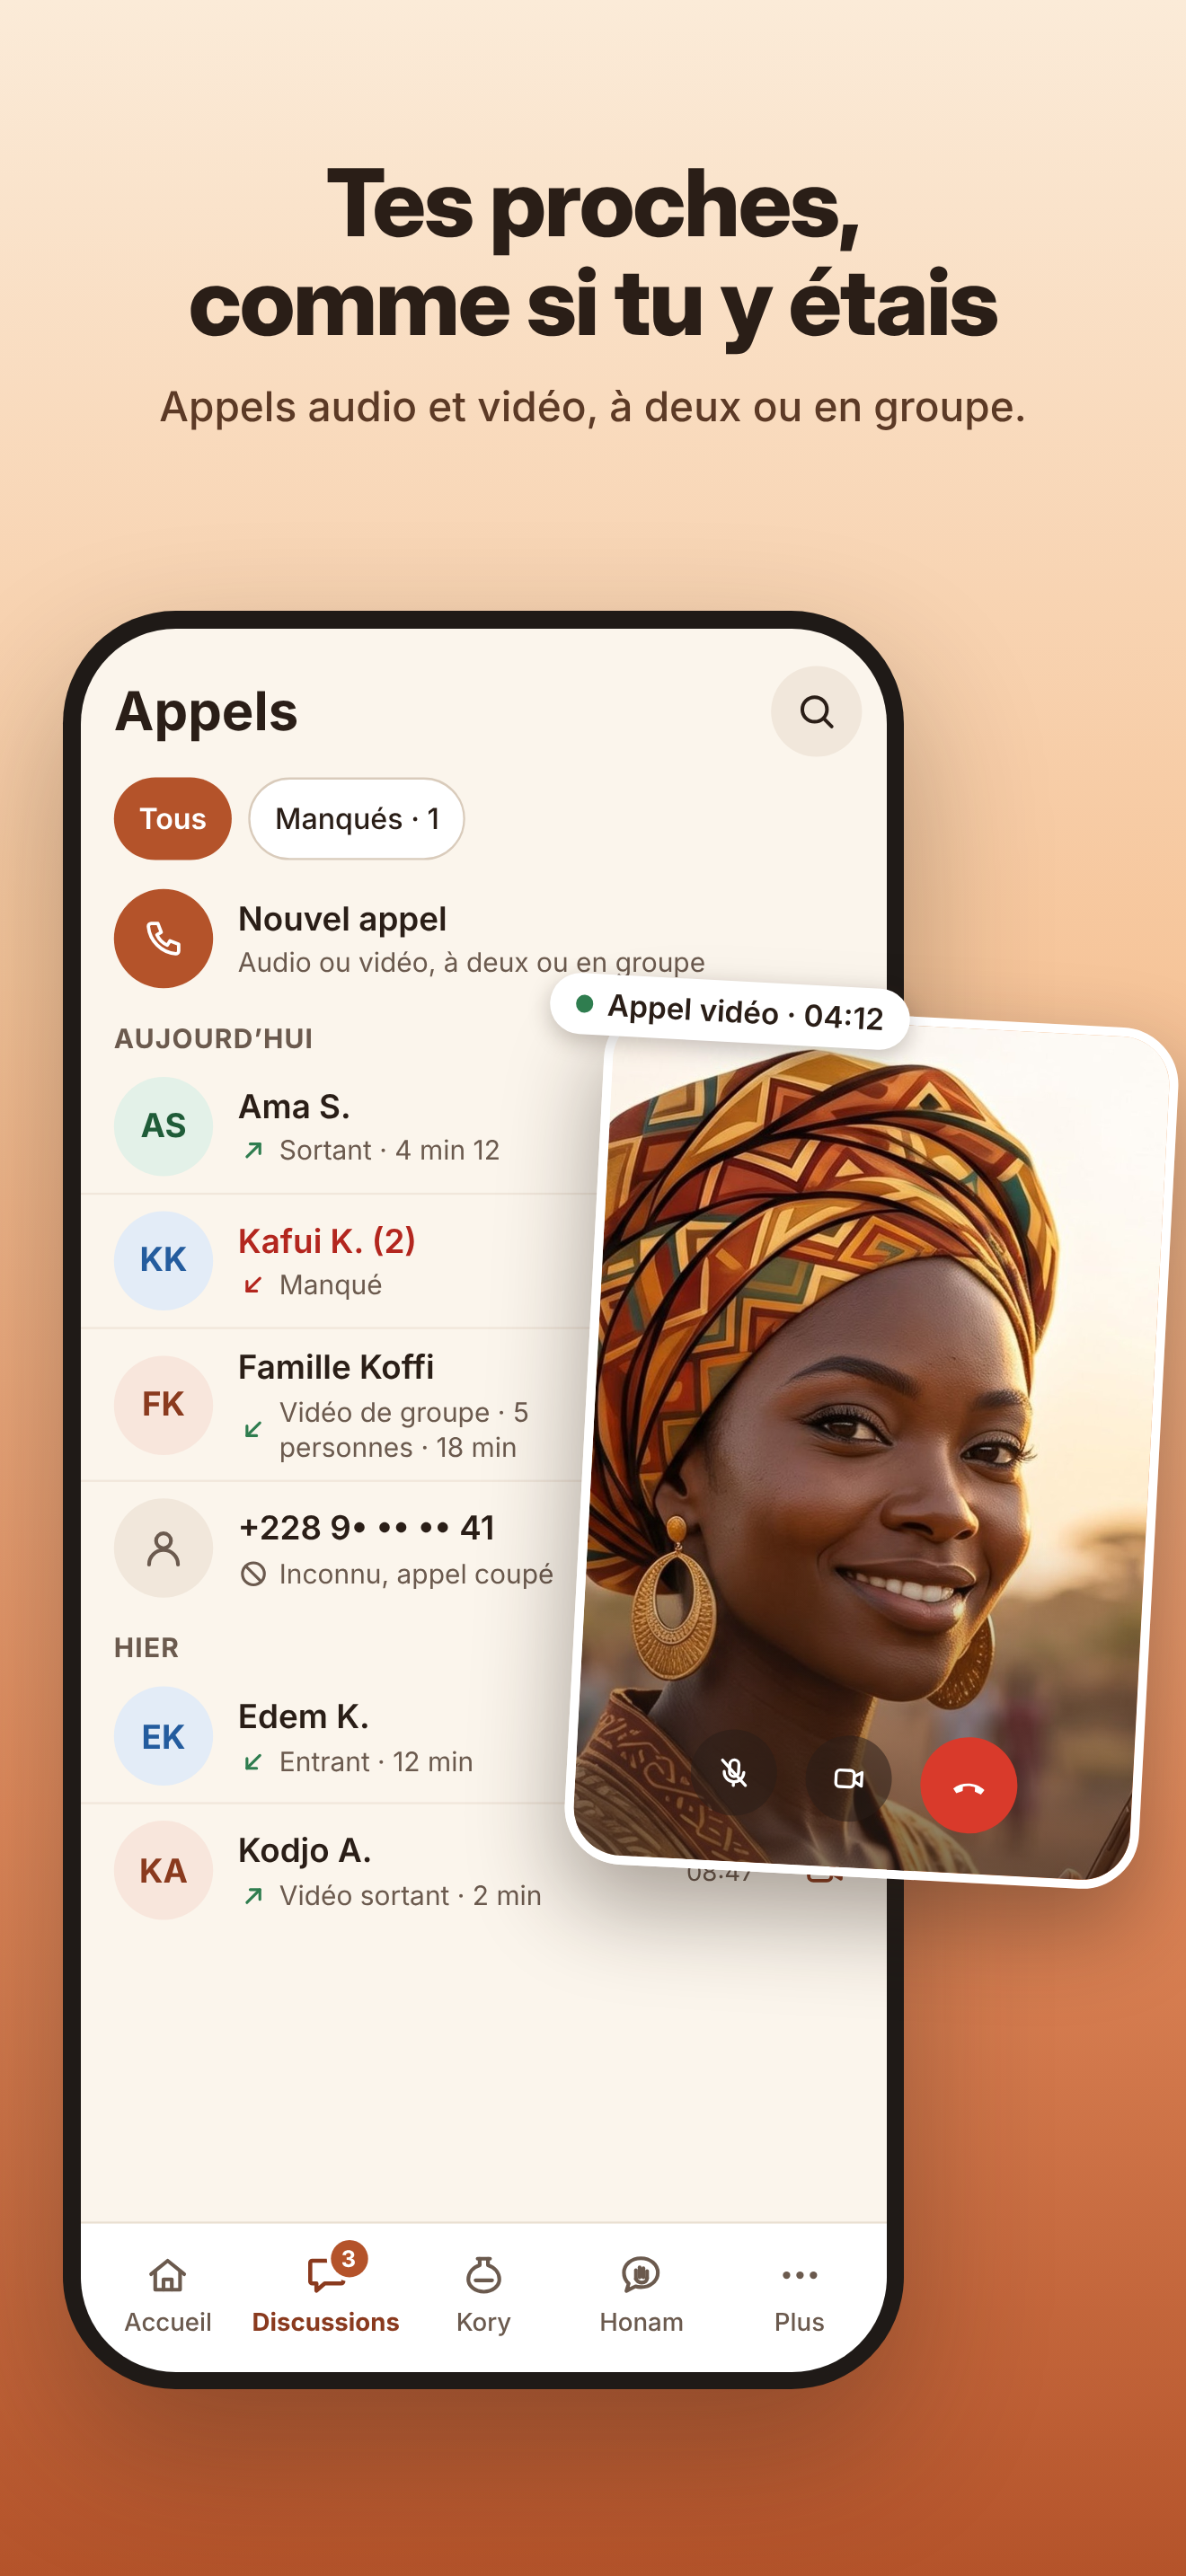 Tes proches,
comme si tu y étais
Appels audio et vidéo, à deux ou en groupe.
Appels
Tous
Manqués · 1
Nouvel appel
Audio ou vidéo, à deux ou en groupe
Appel vidéo · 04:12
AUJOURD’HUI
AS
Ama S.
Sortant · 4 min 12
KK
Kafui K. (2)
Manqué
FK
Famille Koffi
Vidéo de groupe · 5
personnes · 18 min
+228 9• •• •• 41
Inconnu, appel coupé
HIER
EK
Edem K.
Entrant · 12 min
KA
Kodjo A.
Vidéo sortant · 2 min
08:47
3
Accueil
Discussions
Kory
Honam
Plus